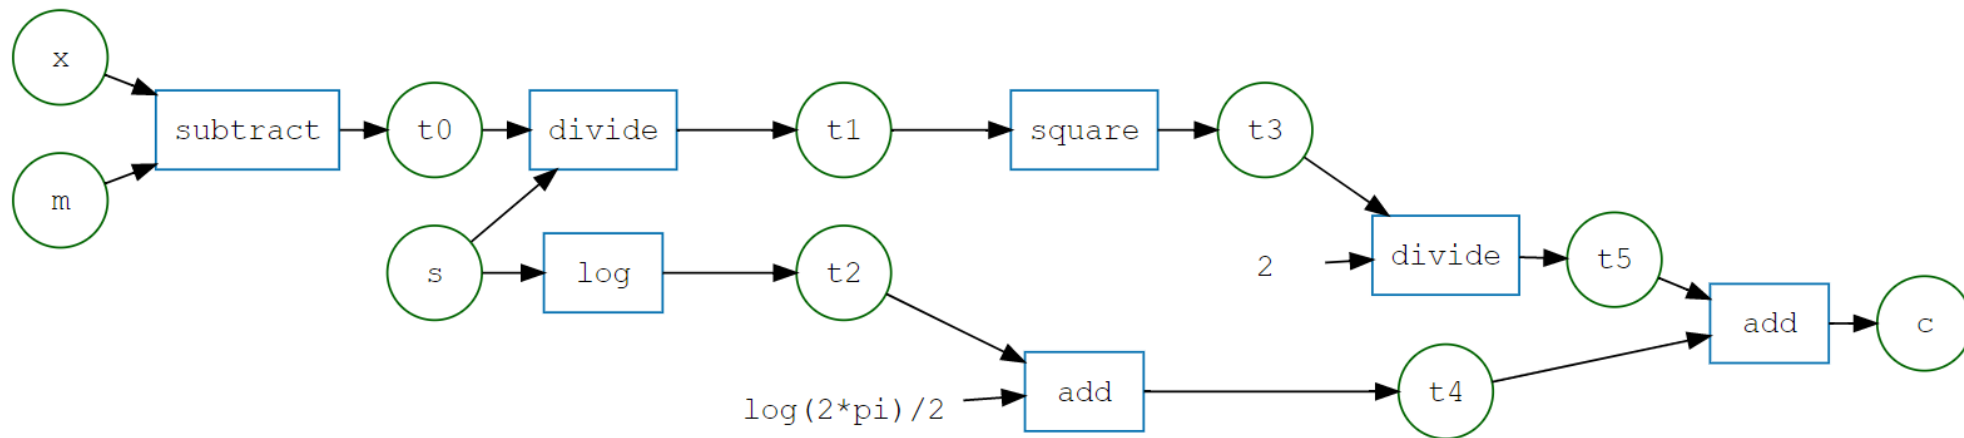 x
subtract
t0
divide
t1
square
t3
m
s
log
t2
2
divide
t5
add
c
log(2*pi)/2
add
t4